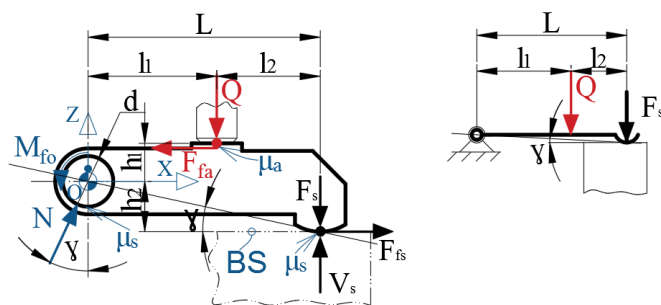 L
l1
l2
Q
d
Z
Mfo
h1
X
Ffa
μa
O
h2
N
γ
μs
γ
BS
Fs
μs
Ffs
Vs
L
l1
l2
Q
Fs
γ